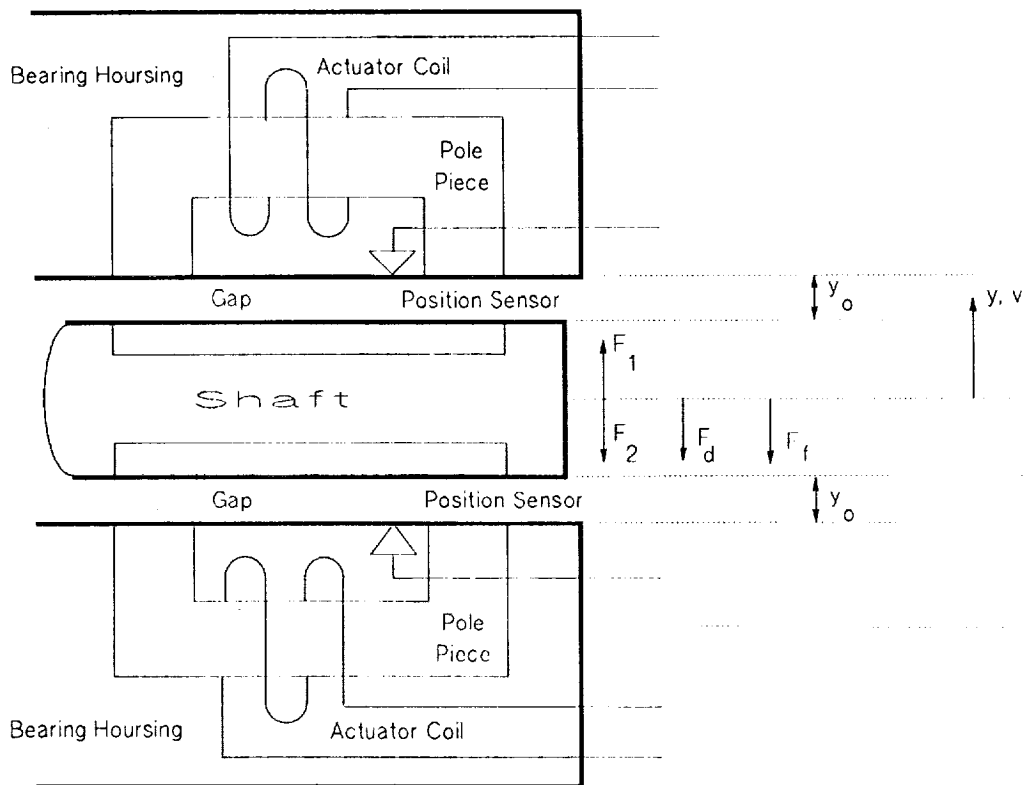 Bearing Hoursing
Actuator Coil
Pole
Piece
Gap
Position Sensor
y o
y, v
F 1
Shaft
F 2
F d
F f
Gap
Position Sensor
y o
Pole
Piece
Bearing Hoursing
Actuator Coil